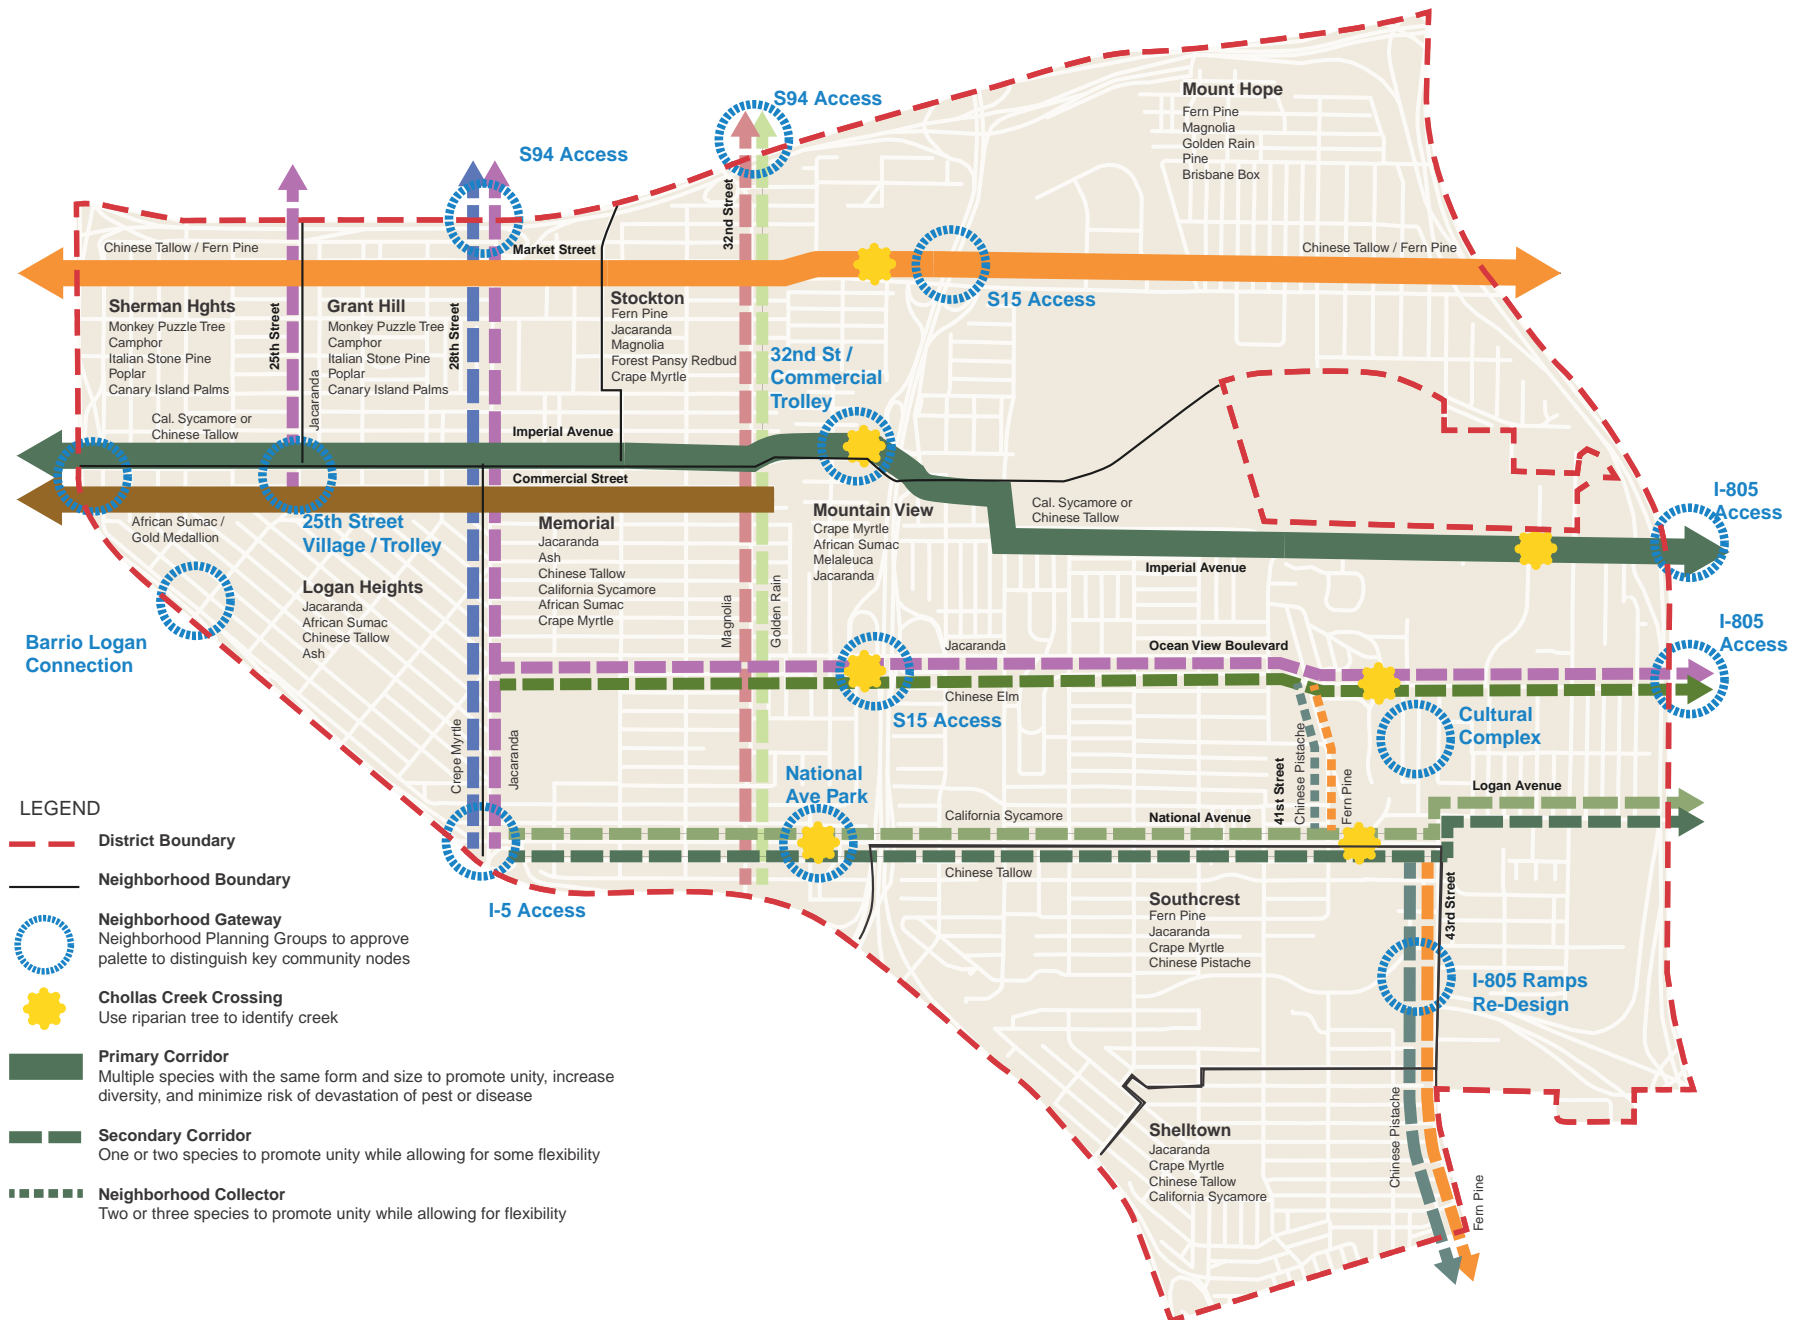 S94 Access
S94 Access
Mount Hope
Fern Pine
Magnolia
Golden Rain
Pine
Brisbane Box
32nd Street
Chinese Tallow / Fern Pine
Market Street
Chinese Tallow / Fern Pine
S15 Access
Sherman Hghts
Monkey Puzzle Tree
Camphor
Italian Stone Pine
Poplar
Canary Island Palms
25th Street
Jacaranda
Grant Hill
Monkey Puzzle Tree
Camphor
Italian Stone Pine
Poplar
Canary Island Palms
28th Street
Stockton
Fern Pine
Jacaranda
Magnolia
Forest Pansy Redbud
Crape Myrtle
32nd St /
Commercial
Trolley
Cal. Sycamore or
Chinese Tallow
Imperial Avenue
Commercial Street
African Sumac /
Gold Medallion
25th Street
Village / Trolley
Memorial
Jacaranda
Ash
Chinese Tallow
California Sycamore
African Sumac
Crape Myrtle
Mountain View
Crape Myrtle
African Sumac
Melaleuca
Jacaranda
Cal. Sycamore or
Chinese Tallow
Imperial Avenue
I-805
Access
Logan Heights
Jacaranda
African Sumac
Chinese Tallow
Ash
Barrio Logan
Connection
Magnolia
Golden Rain
Jacaranda
Ocean View Boulevard
Chinese Elm
I-805
Access
S15 Access
Cultural
Complex
Crepe Myrtle
Jacaranda
National
Ave Park
41st Street
Chinese Pistache
Fern Pine
Logan Avenue
California Sycamore
National Avenue
Chinese Tallow
I-5 Access
Southcrest
Fern Pine
Jacaranda
Crape Myrtle
Chinese Pistache
43rd Street
I-805 Ramps
Re-Design
Shelltown
Jacaranda
Crape Myrtle
Chinese Tallow
California Sycamore
Chinese Pistache
Fern Pine
LEGEND
District Boundary
Neighborhood Boundary
Neighborhood Gateway
Neighborhood Planning Groups to approve
palette to distinguish key community nodes
Chollas Creek Crossing
Use riparian tree to identify creek
Primary Corridor
Multiple species with the same form and size to promote unity, increase
diversity, and minimize risk of devastation of pest or disease
Secondary Corridor
One or two species to promote unity while allowing for some flexibility
Neighborhood Collector
Two or three species to promote unity while allowing for flexibility